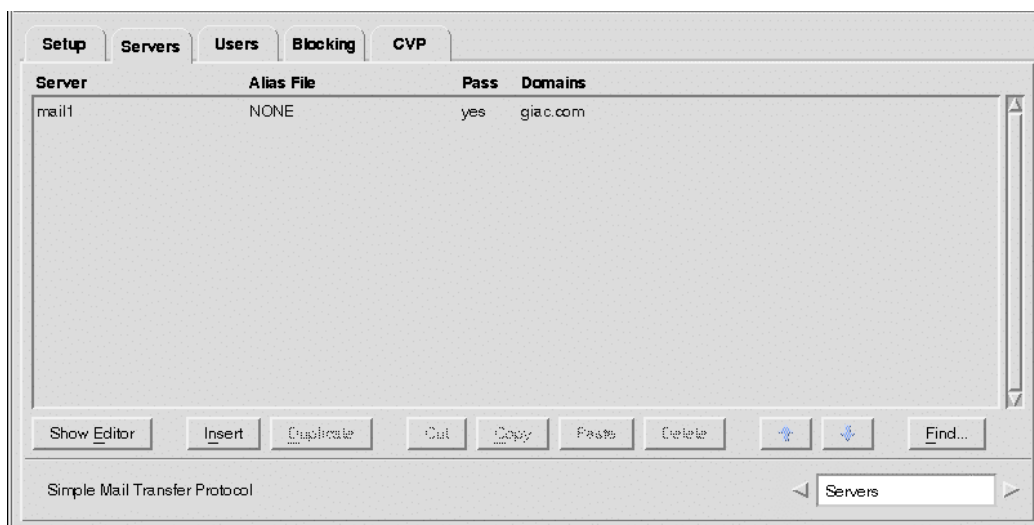 Setup Servers Users Blocking CVP
Server Alias File Pass Domains
mail1 NONE yes giac.com
Show Editor Insert Duplicate Cut Copy Paste Delete Find...
Simple Mail Transfer Protocol Servers